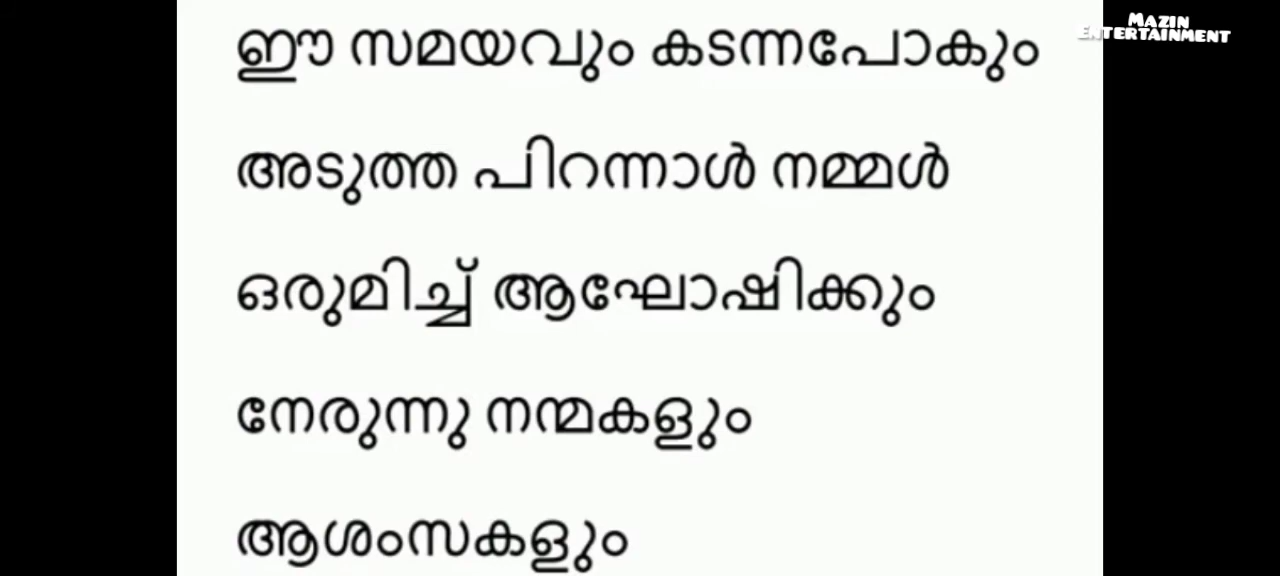 MAZIN
ENTERTAINMENT
ഈ സമയവും കടന്നപോകും
അടുത്ത പിറന്നാൾ നമ്മൾ
ഒരുമിച്ച് ആഘോഷിക്കും
നേരുന്നു നന്മകളും
ആശംസകളും